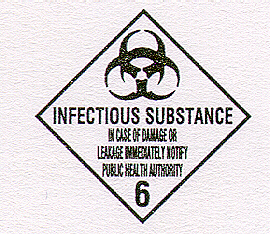 INFECTIOUS SUBSTANCE
IN CASE OF DAMAGE OR
LEAKAGE IMMEDIATELY NOTIFY
PUBLIC HEALTH AUTHORITY
6